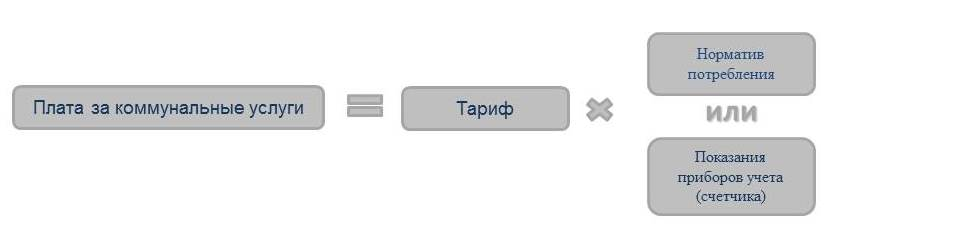 Плата за коммунальные услуги
=
Тариф
×
Норматив
потребления
или
Показания
приборов учета
(счетчика)